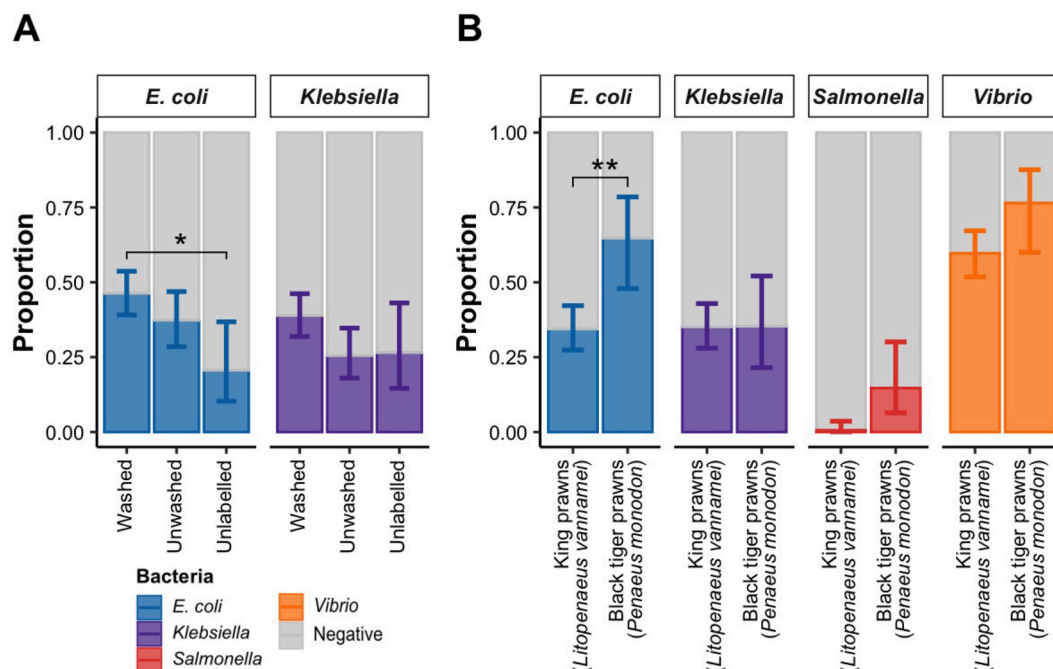 A
B
E. coli
Klebsiella
E. coli
Klebsiella
Salmonella
Vibrio
Proportion
1.00
0.75
0.50
0.25
0.00
*
Washed
Unwashed
Unlabelled
Washed
Unwashed
Unlabelled
Proportion
1.00
0.75
0.50
0.25
0.00
**
King prawns
(Litopenaeus vannamei)
Black tiger prawns
(Penaeus monodon)
King prawns
(Litopenaeus vannamei)
Black tiger prawns
(Penaeus monodon)
King prawns
(Litopenaeus vannamei)
Black tiger prawns
(Penaeus monodon)
King prawns
(Litopenaeus vannamei)
Black tiger prawns
(Penaeus monodon)
Bacteria
E. coli
Klebsiella
Salmonella
Vibrio
Negative